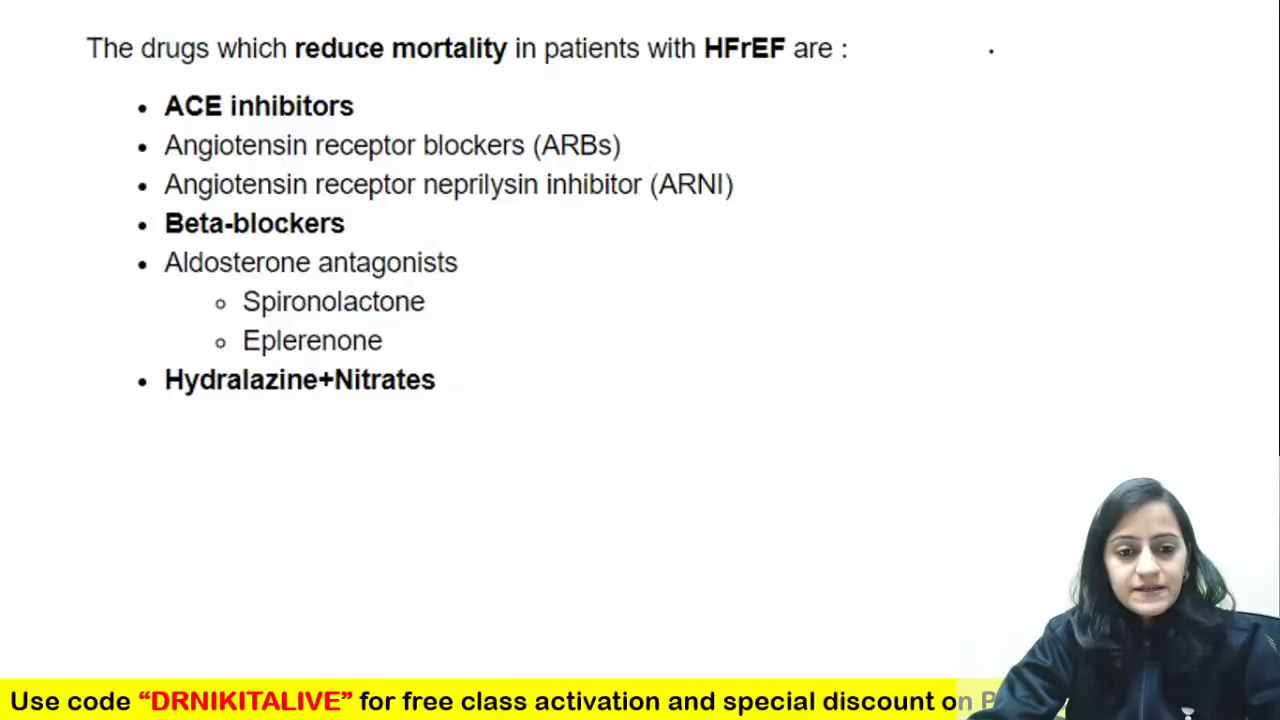 The drugs which reduce mortality in patients with HFrEF are :
• ACE inhibitors
• Angiotensin receptor blockers (ARBs)
• Angiotensin receptor neprilysin inhibitor (ARNI)
• Beta-blockers
• Aldosterone antagonists
○ Spironolactone
○ Eplerenone
• Hydralazine+Nitrates
Use code “DRNIKITALIVE” for free class activation and special discount on